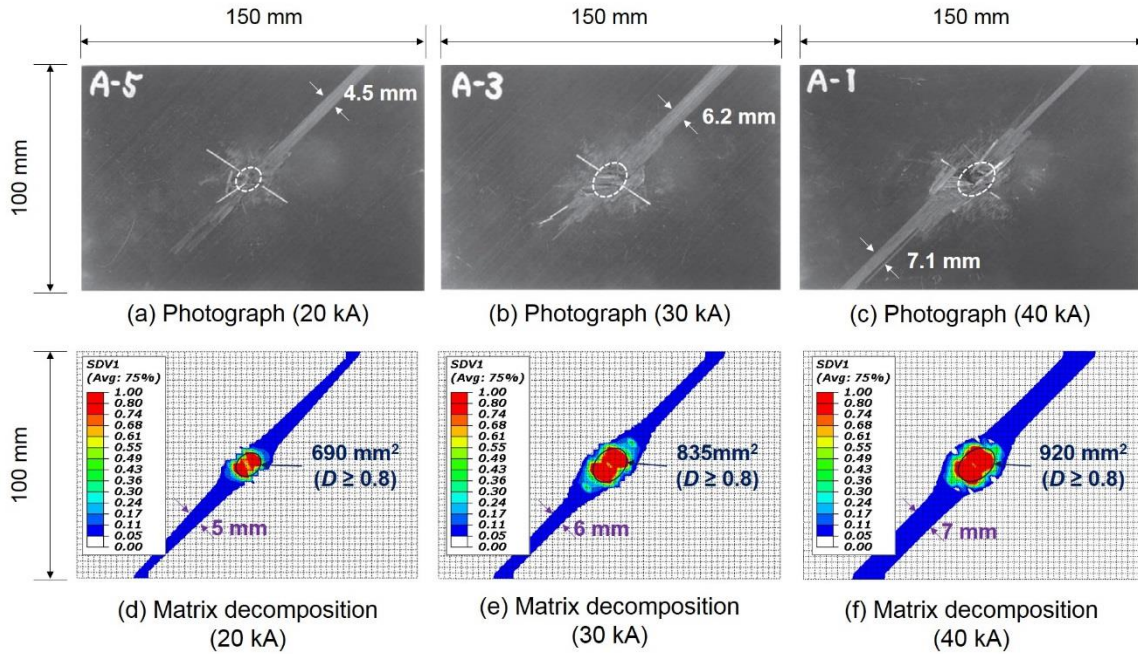 150 mm
150 mm
150 mm
100 mm
A-5
4.5 mm
A-3
6.2 mm
A-1
7.1 mm
(a) Photograph (20 kA)
(b) Photograph (30 kA)
(c) Photograph (40 kA)
100 mm
SDV1
(Avg: 75%)
1.00
0.80
0.74
0.68
0.61
0.55
0.49
0.43
0.36
0.30
0.24
0.17
0.11
0.05
0.00
690 mm²
(D ≥ 0.8)
5 mm
SDV1
(Avg: 75%)
1.00
0.80
0.74
0.68
0.61
0.55
0.49
0.43
0.36
0.30
0.24
0.17
0.11
0.05
0.00
835mm²
(D ≥ 0.8)
6 mm
SDV1
(Avg: 75%)
1.00
0.80
0.74
0.68
0.61
0.55
0.49
0.43
0.36
0.30
0.24
0.17
0.11
0.05
0.00
920 mm²
(D ≥ 0.8)
7 mm
(d) Matrix decomposition
(20 kA)
(e) Matrix decomposition
(30 kA)
(f) Matrix decomposition
(40 kA)